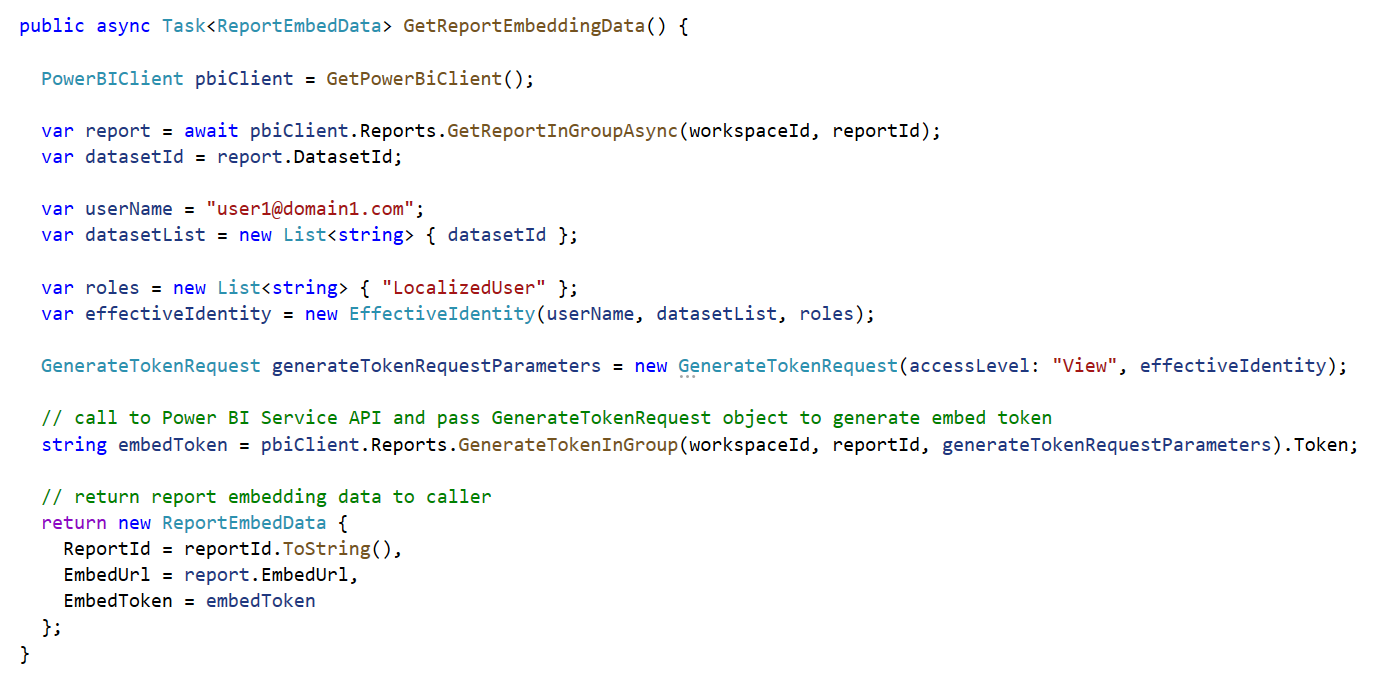 public async Task<ReportEmbedData> GetReportEmbeddingData() {
PowerBIClient pbiClient = GetPowerBiClient();
var report = await pbiClient.Reports.GetReportInGroupAsync(workspaceId, reportId);
var datasetId = report.DatasetId;
var userName = "user1@domain1.com";
var datasetList = new List<string> { datasetId };
var roles = new List<string> { "LocalizedUser" };
var effectiveIdentity = new EffectiveIdentity(userName, datasetList, roles);
GenerateTokenRequest generateTokenRequestParameters = new GenerateTokenRequest(accessLevel: "View", effectiveIdentity);
// call to Power BI Service API and pass GenerateTokenRequest object to generate embed token
string embedToken = pbiClient.Reports.GenerateTokenInGroup(workspaceId, reportId, generateTokenRequestParameters).Token;
// return report embedding data to caller
return new ReportEmbedData {
ReportId = reportId.ToString(),
EmbedUrl = report.EmbedUrl,
EmbedToken = embedToken
};
}